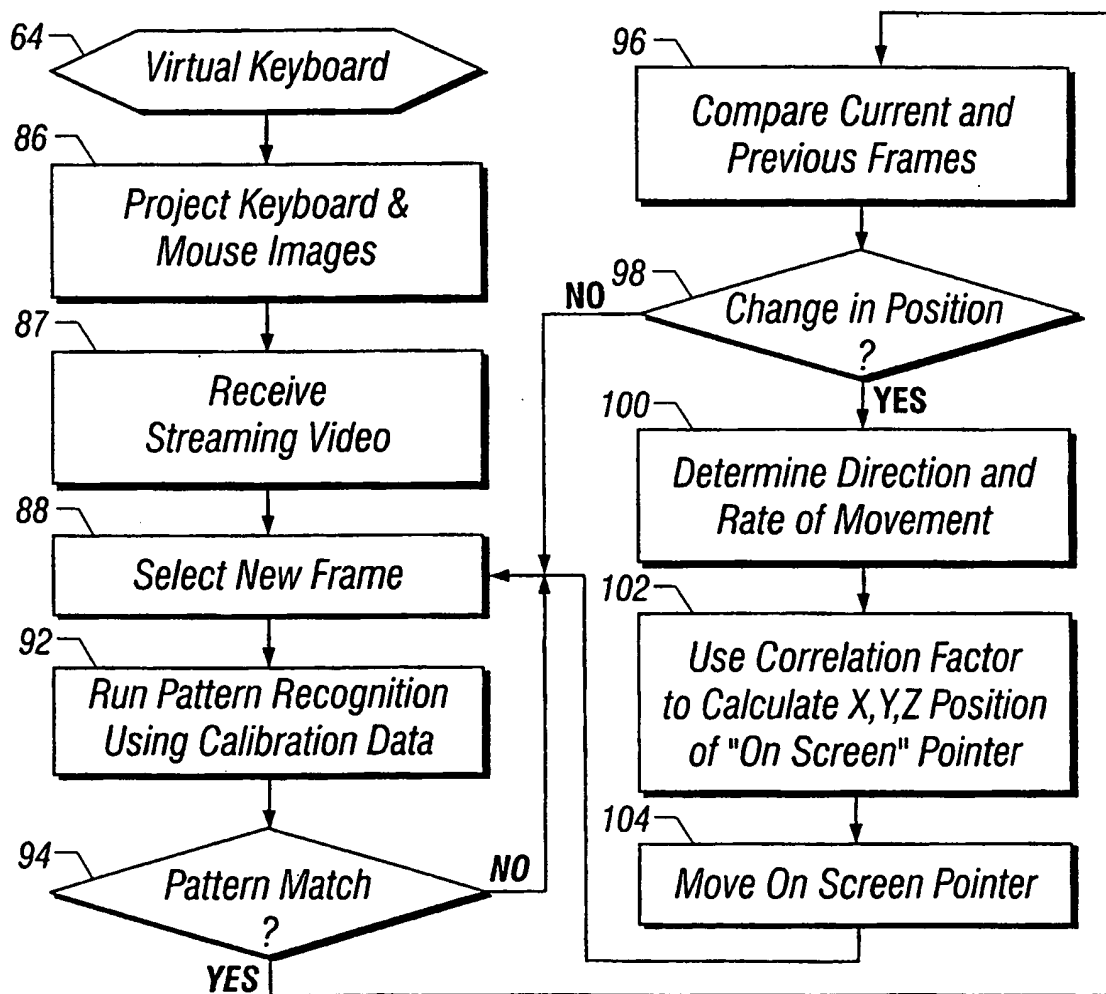 64
Virtual Keyboard
86
Project Keyboard &
Mouse Images
87
Receive
Streaming Video
88
Select New Frame
92
Run Pattern Recognition
Using Calibration Data
94
Pattern Match
?
NO
YES
96
Compare Current and
Previous Frames
98
NO
Change in Position
?
YES
100
Determine Direction and
Rate of Movement
102
Use Correlation Factor
to Calculate X,Y,Z Position
of "On Screen" Pointer
104
Move On Screen Pointer